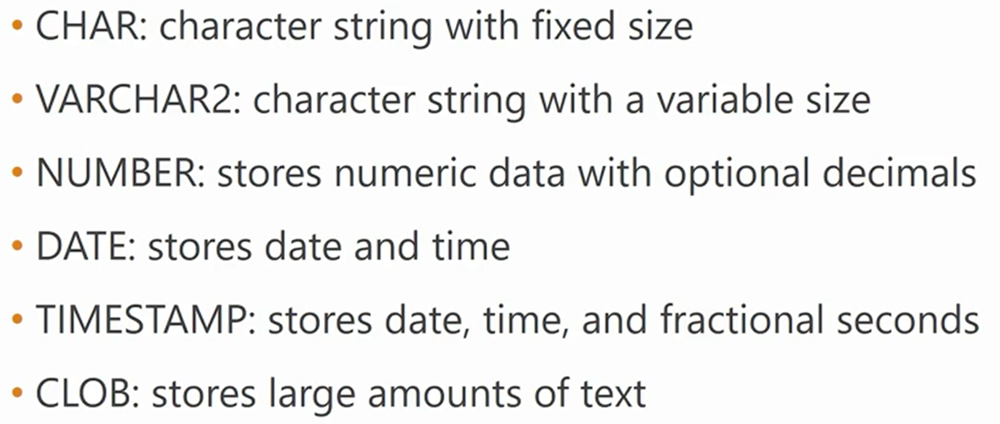 • CHAR: character string with fixed size
• VARCHAR2: character string with a variable size
• NUMBER: stores numeric data with optional decimals
• DATE: stores date and time
• TIMESTAMP: stores date, time, and fractional seconds
• CLOB: stores large amounts of text